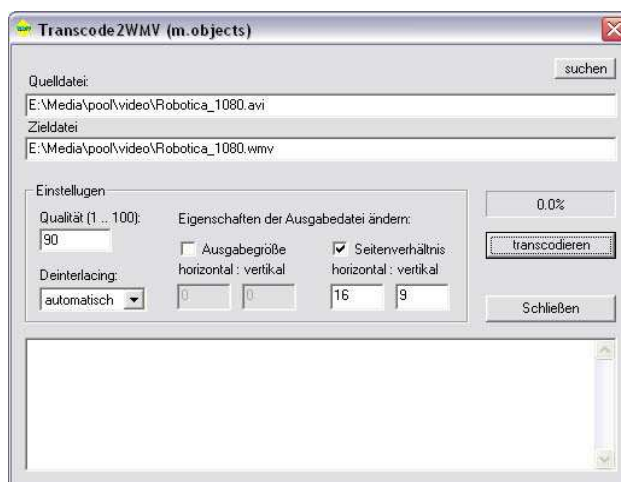 Transcode2WMV (m.objects)
suchen
Quelldatei:
E:\Media\pool\video\Robotica_1080.avi
Zieldatei
E:\Media\pool\video\Robotica_1080.wmv
Einstellugen
Qualität (1 .. 100):
90
Deinterlacing:
automatisch
Eigenschaften der Ausgabedatei ändern:
Ausgabegröße
horizontal : vertikal
0 0
Seitenverhältnis
horizontal : vertikal
16 9
0.0%
transcodieren
Schließen